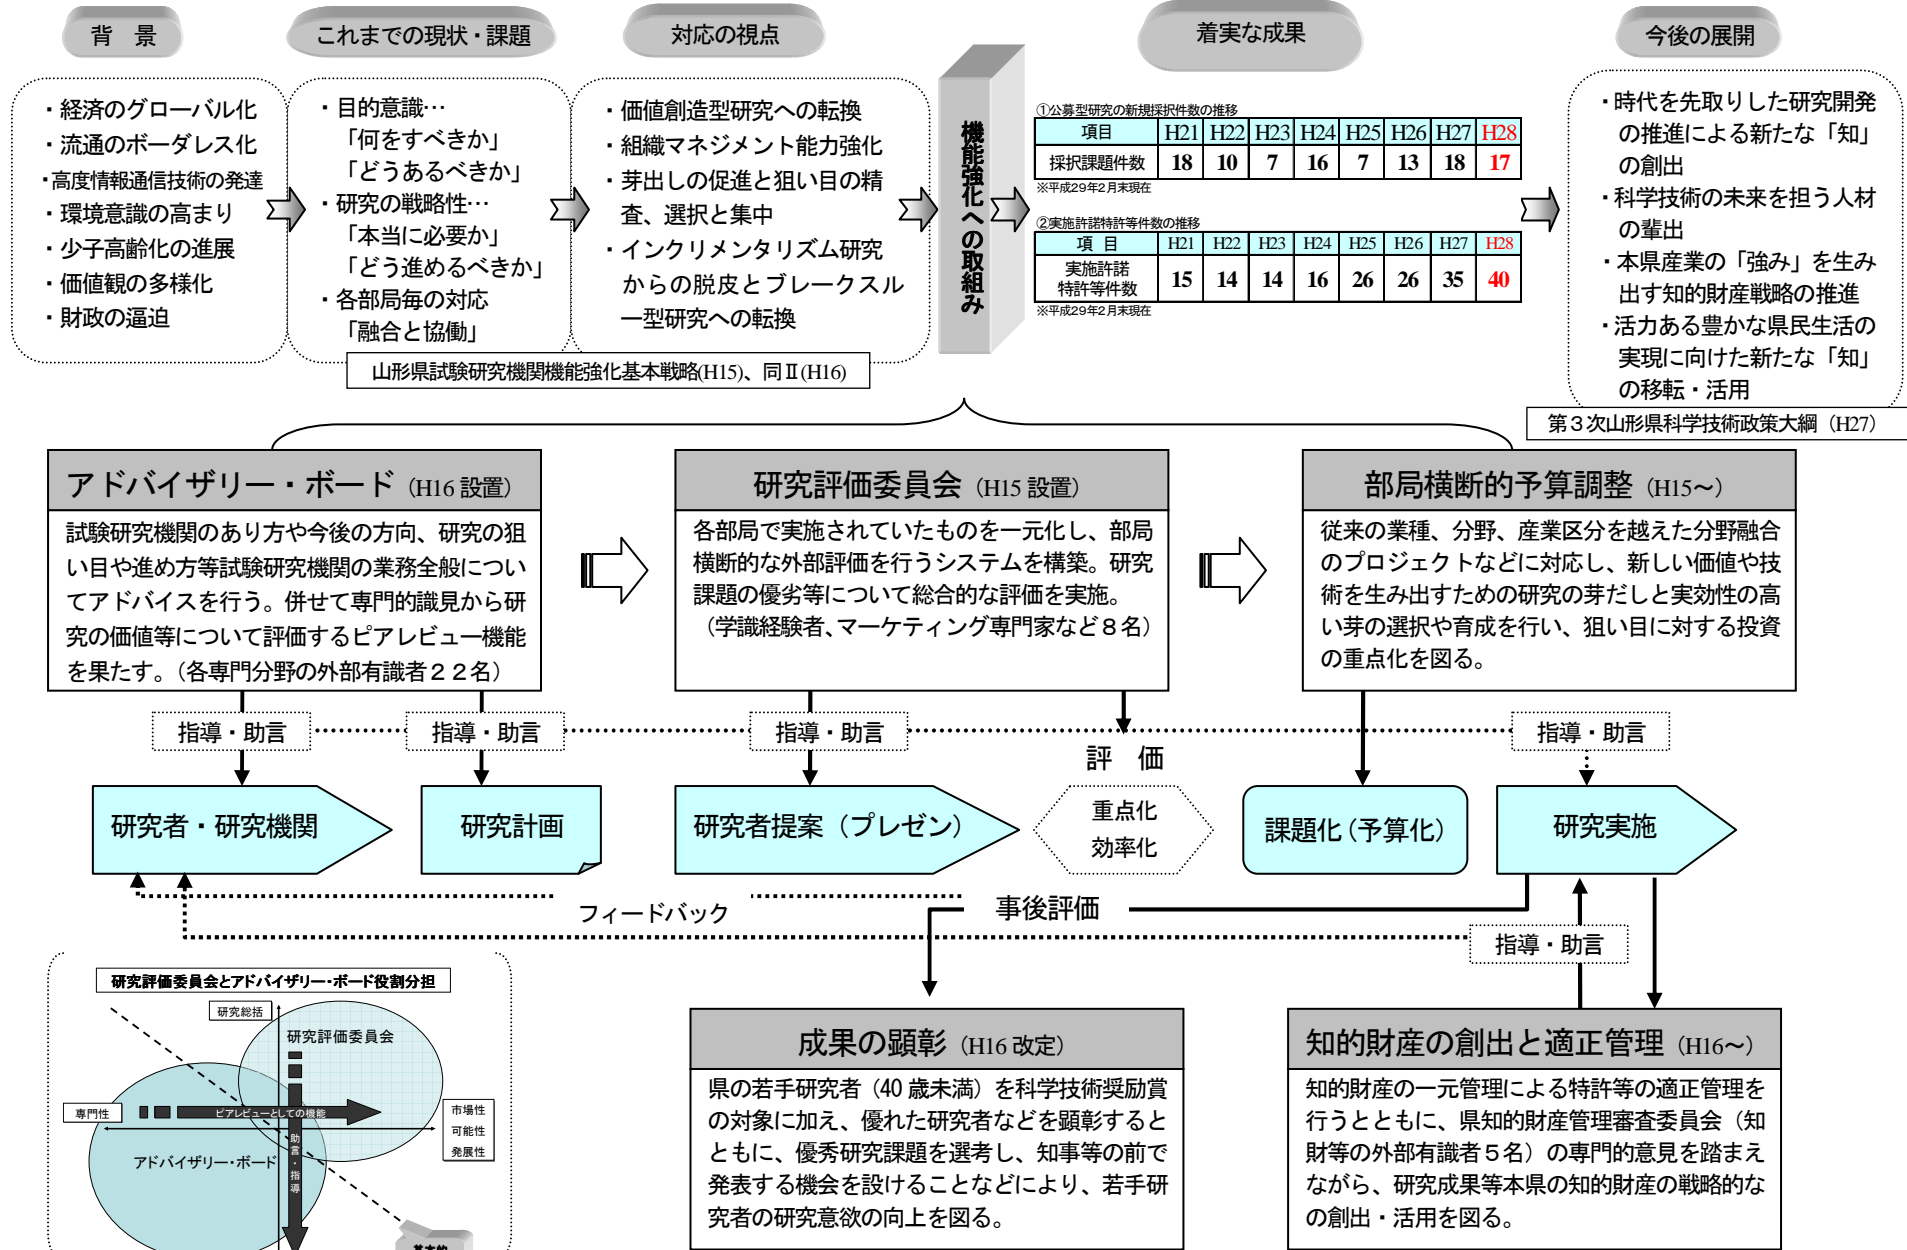 背　景
これまでの現状・課題
対応の視点
着実な成果
今後の展開
・経済のグローバル化
・流通のボーダレス化
・高度情報通信技術の発達
・環境意識の高まり
・少子高齢化の進展
・価値観の多様化
・財政の逼迫
・目的意識…
「何をすべきか」
「どうあるべきか」
・研究の戦略性…
「本当に必要か」
「どう進めるべきか」
・各部局毎の対応
「融合と協働」
・価値創造型研究への転換
・組織マネジメント能力強化
・芽出しの促進と狙い目の精
査、選択と集中
・インクリメンタリズム研究
からの脱皮とブレークスル
ー型研究への転換
山形県試験研究機関機能強化基本戦略(H15)、同Ⅱ(H16)
機能強化への取組み
①公募型研究の新規採択件数の推移
項目 H21 H22 H23 H24 H25 H26 H27 H28
採択課題件数 18 10 7 16 7 13 18 17
※平成29年2月末現在
②実施許諾特許等件数の推移
項 目 H21 H22 H23 H24 H25 H26 H27 H28
実施許諾
特許等件数 15 14 14 16 26 26 35 40
※平成29年2月末現在
・時代を先取りした研究開発
の推進による新たな「知」
の創出
・科学技術の未来を担う人材
の輩出
・本県産業の「強み」を生み
出す知的財産戦略の推進
・活力ある豊かな県民生活の
実現に向けた新たな「知」
の移転・活用
第３次山形県科学技術政策大綱（H27）
アドバイザリー・ボード（H16 設置）
試験研究機関のあり方や今後の方向、研究の狙
い目や進め方等試験研究機関の業務全般につい
てアドバイスを行う。併せて専門的識見から研
究の価値等について評価するピアレビュー機能
を果たす。（各専門分野の外部有識者２２名）
研究評価委員会（H15 設置）
各部局で実施されていたものを一元化し、部局
横断的な外部評価を行うシステムを構築。研究
課題の優劣等について総合的な評価を実施。
（学識経験者、マーケティング専門家など８名）
部局横断的予算調整（H15～）
従来の業種、分野、産業区分を越えた分野融合
のプロジェクトなどに対応し、新しい価値や技
術を生み出すための研究の芽だしと実効性の高
い芽の選択や育成を行い、狙い目に対する投資
の重点化を図る。
指導・助言
指導・助言
指導・助言
指導・助言
評　価
研究者・研究機関
研究計画
研究者提案（プレゼン）
重点化
効率化
課題化（予算化）
研究実施
フィードバック
事後評価
指導・助言
研究評価委員会とアドバイザリー・ボード役割分担
研究総括
研究評価委員会
専門性
ピアレビューとしての機能
市場性
可能性
発展性
アドバイザリー・ボード
助言・指導
基本的
成果の顕彰（H16 改定）
県の若手研究者（40 歳未満）を科学技術奨励賞
の対象に加え、優れた研究者などを顕彰すると
ともに、優秀研究課題を選考し、知事等の前で
発表する機会を設けることなどにより、若手研
究者の研究意欲の向上を図る。
知的財産の創出と適正管理（H16～）
知的財産の一元管理による特許等の適正管理を
行うとともに、県知的財産管理審査委員会（知
財等の外部有識者５名）の専門的意見を踏まえ
ながら、研究成果等本県の知的財産の戦略的な
の創出・活用を図る。